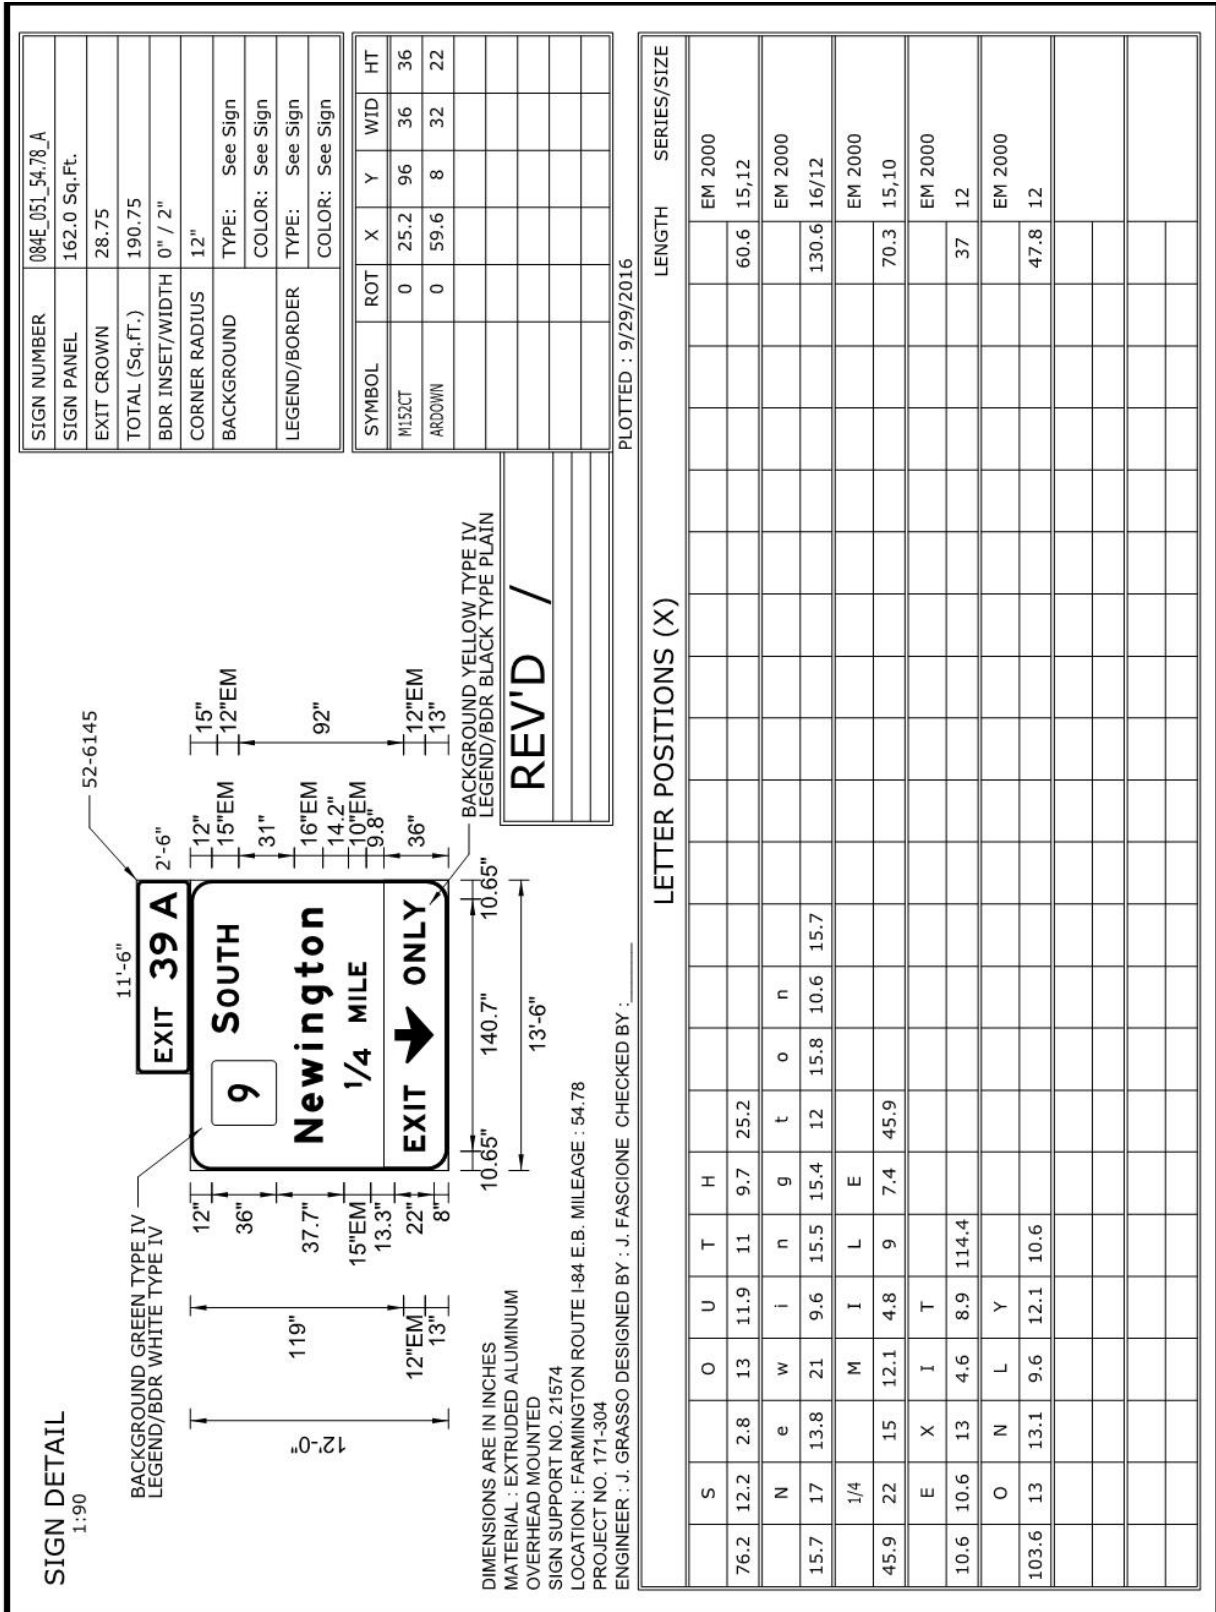 SIGN DETAIL
1:90
BACKGROUND GREEN TYPE IV
LEGEND/BDR WHITE TYPE IV
11'-6"
52-6145
EXIT 39 A
2'-6"
9 SOUTH
Newington
1/4 MILE
EXIT ONLY
12'-0"
119"
12"EM
13"
12"
36"
37.7"
15"EM
13.3"
22"
8"
12"
15"EM
31"
16"EM
14.2"
10"EM
9.8"
36"
15"
12"EM
92"
12"EM
13"
10.65" 140.7" 10.65"
13'-6"
BACKGROUND YELLOW TYPE IV
LEGEND/BDR BLACK TYPE PLAIN
DIMENSIONS ARE IN INCHES
MATERIAL : EXTRUDED ALUMINUM
OVERHEAD MOUNTED
SIGN SUPPORT NO. 21574
LOCATION : FARMINGTON ROUTE I-84 E.B. MILEAGE : 54.78
PROJECT NO. 171-304
ENGINEER : J. GRASSO DESIGNED BY : J. FASCIONE CHECKED BY :______
REV'D /
SIGN NUMBER 084E_051_54.78_A
SIGN PANEL 162.0 Sq.Ft.
EXIT CROWN 28.75
TOTAL (Sq.fT.) 190.75
BDR INSET/WIDTH 0" / 2"
CORNER RADIUS 12"
BACKGROUND TYPE: See Sign
COLOR: See Sign
LEGEND/BORDER TYPE: See Sign
COLOR: See Sign
SYMBOL ROT X Y WID HT
M152CT 0 25.2 96 36 36
ARDOWN 0 59.6 8 32 22
PLOTTED : 9/29/2016
LETTER POSITIONS (X) LENGTH SERIES/SIZE
S O U T H EM 2000
76.2 12.2 2.8 13 11.9 11 9.7 25.2 60.6 15,12
N e w i n g t o n EM 2000
15.7 17 13.8 21 9.6 15.5 15.4 12 15.8 10.6 15.7 130.6 16/12
1/4 M I L E EM 2000
45.9 22 15 12.1 4.8 9 7.4 45.9 70.3 15,10
E X I T EM 2000
10.6 10.6 13 4.6 8.9 114.4 37 12
O N L Y EM 2000
103.6 13 13.1 9.6 12.1 10.6 47.8 12